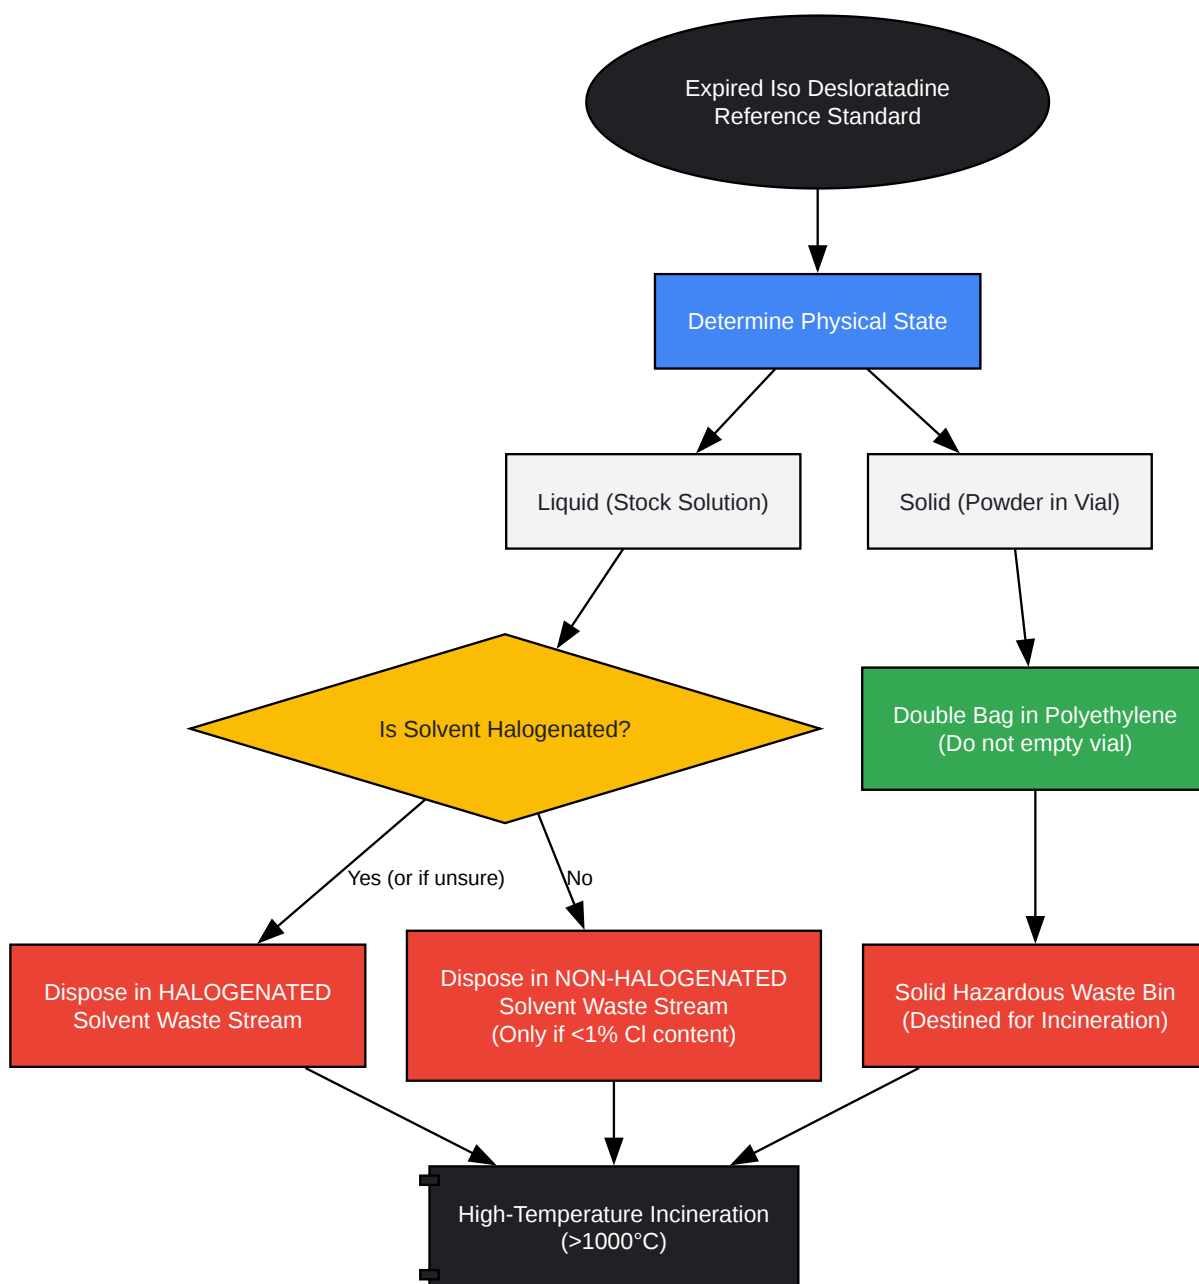 Expired Iso Desloratadine
Reference Standard
Determine Physical State
Liquid (Stock Solution)
Solid (Powder in Vial)
Is Solvent Halogenated?
Double Bag in Polyethylene
(Do not empty vial)
Yes (or if unsure)
No
Dispose in HALOGENATED
Solvent Waste Stream
Dispose in NON-HALOGENATED
Solvent Waste Stream
(Only if <1% Cl content)
Solid Hazardous Waste Bin
(Destined for Incineration)
High-Temperature Incineration
(>1000°C)